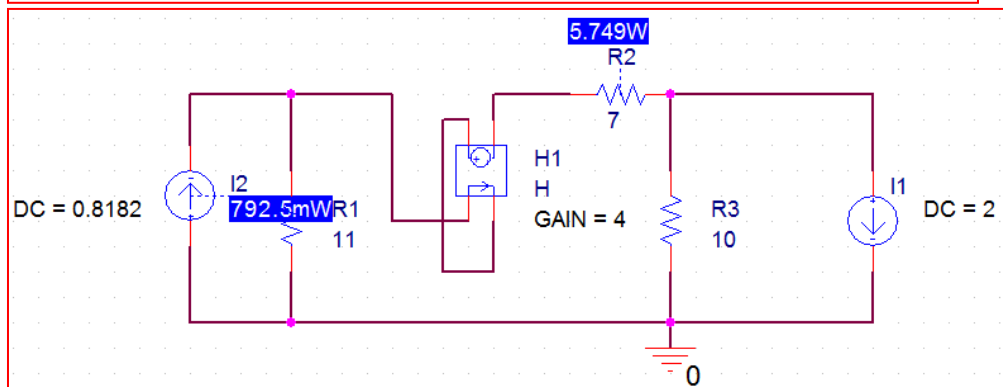 5.749W
R2
7
H1
H
GAIN = 4
I2
DC = 0.8182
792.5mW
R1
11
R3
10
I1
DC = 2
0